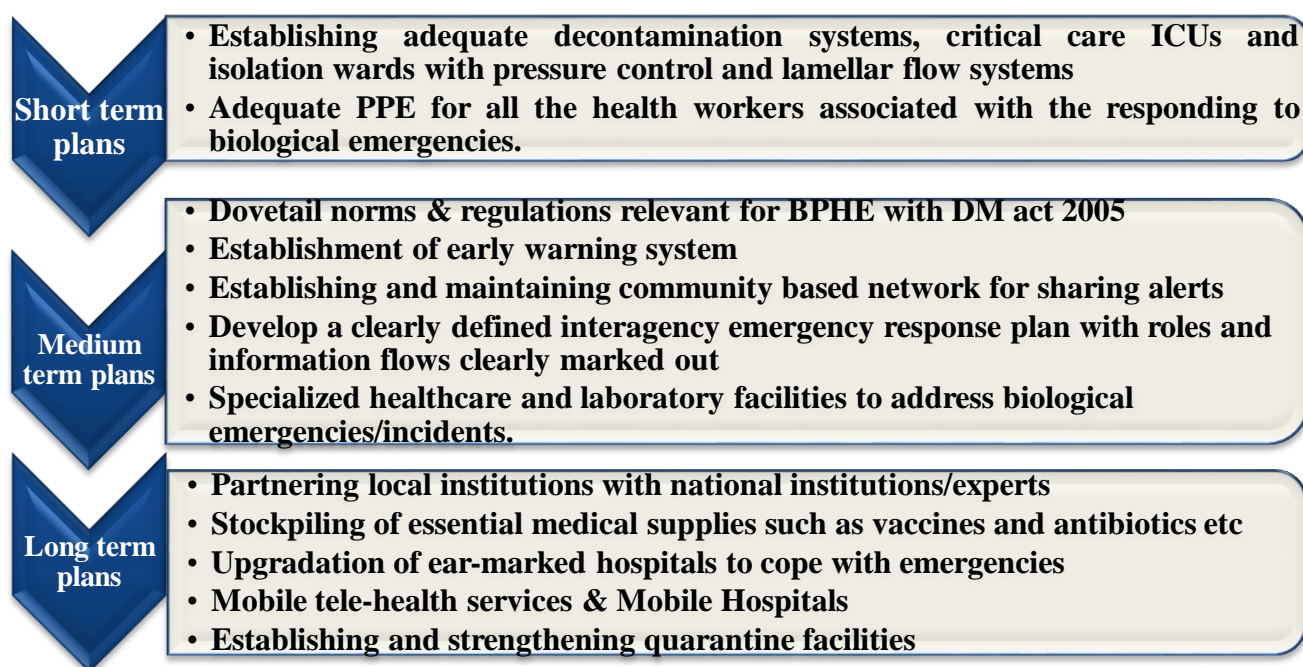 Short term
plans
• Establishing adequate decontamination systems, critical care ICUs and
isolation wards with pressure control and lamellar flow systems
• Adequate PPE for all the health workers associated with the responding to
biological emergencies.
Medium
term plans
• Dovetail norms & regulations relevant for BPHE with DM act 2005
• Establishment of early warning system
• Establishing and maintaining community based network for sharing alerts
• Develop a clearly defined interagency emergency response plan with roles and
information flows clearly marked out
• Specialized healthcare and laboratory facilities to address biological
emergencies/incidents.
Long term
plans
• Partnering local institutions with national institutions/experts
• Stockpiling of essential medical supplies such as vaccines and antibiotics etc
• Upgradation of ear-marked hospitals to cope with emergencies
• Mobile tele-health services & Mobile Hospitals
• Establishing and strengthening quarantine facilities